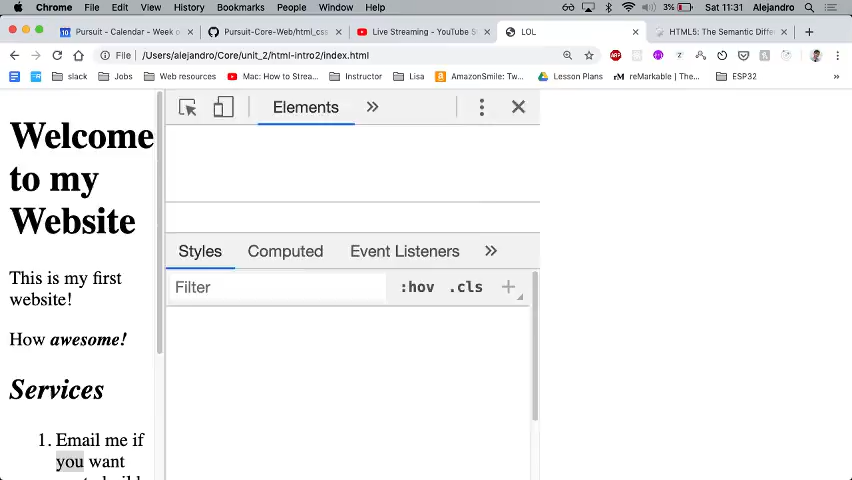 Chrome File Edit View History Bookmarks People Window Help 3% Sat 11:31 Alejandro
Pursuit - Calendar - Week o
Pursuit-Core-Web/html_css
Live Streaming - YouTube S
LOL
HTML5: The Semantic Differ
File /Users/alejandro/Core/unit_2/html-intro2/index.html
slack Jobs Web resources Mac: How to Strea... Instructor Lisa AmazonSmile: Tw... Lesson Plans reMarkable | The... ESP32
Welcome
to my
Website
This is my first
website!
How awesome!
Services
1. Email me if
you want
Elements
Styles Computed Event Listeners
Filter :hov .cls